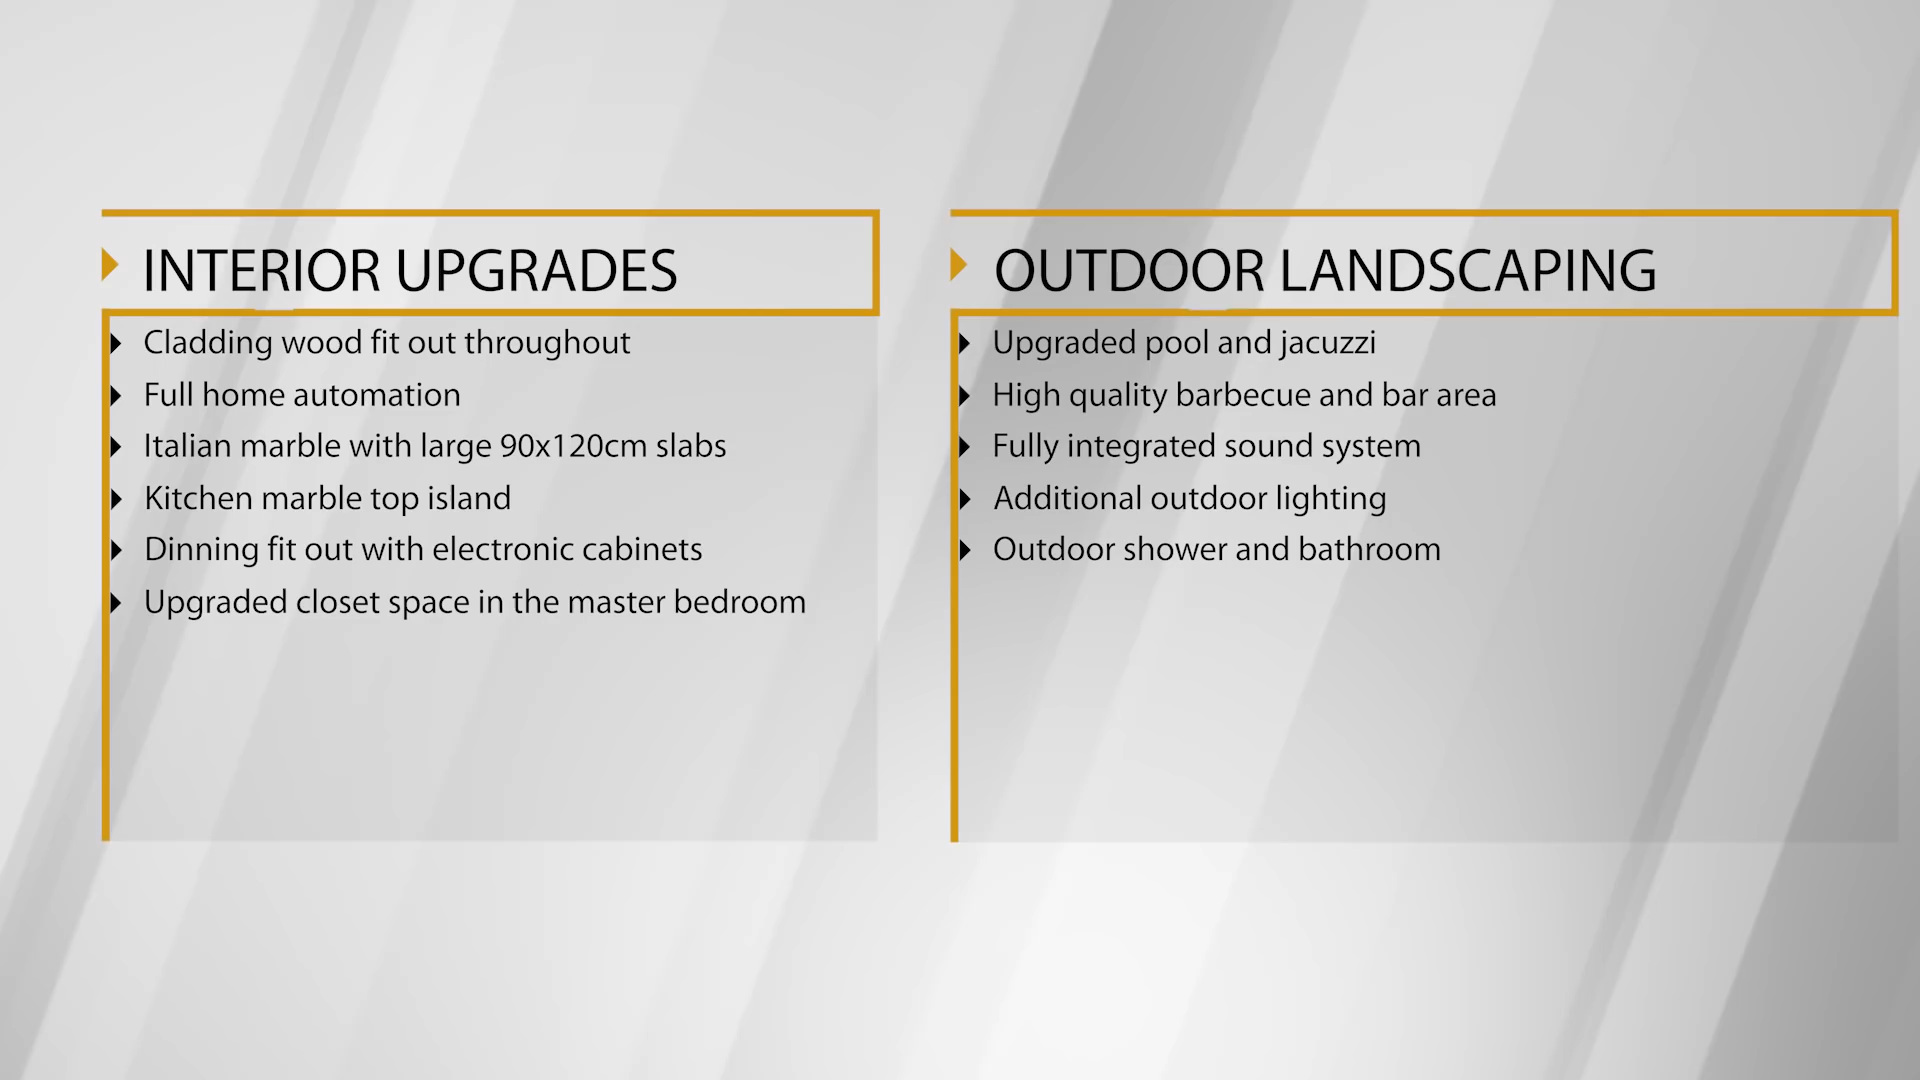 INTERIOR UPGRADES
Cladding wood fit out throughout
Full home automation
Italian marble with large 90x120cm slabs
Kitchen marble top island
Dinning fit out with electronic cabinets
Upgraded closet space in the master bedroom
OUTDOOR LANDSCAPING
Upgraded pool and jacuzzi
High quality barbecue and bar area
Fully integrated sound system
Additional outdoor lighting
Outdoor shower and bathroom